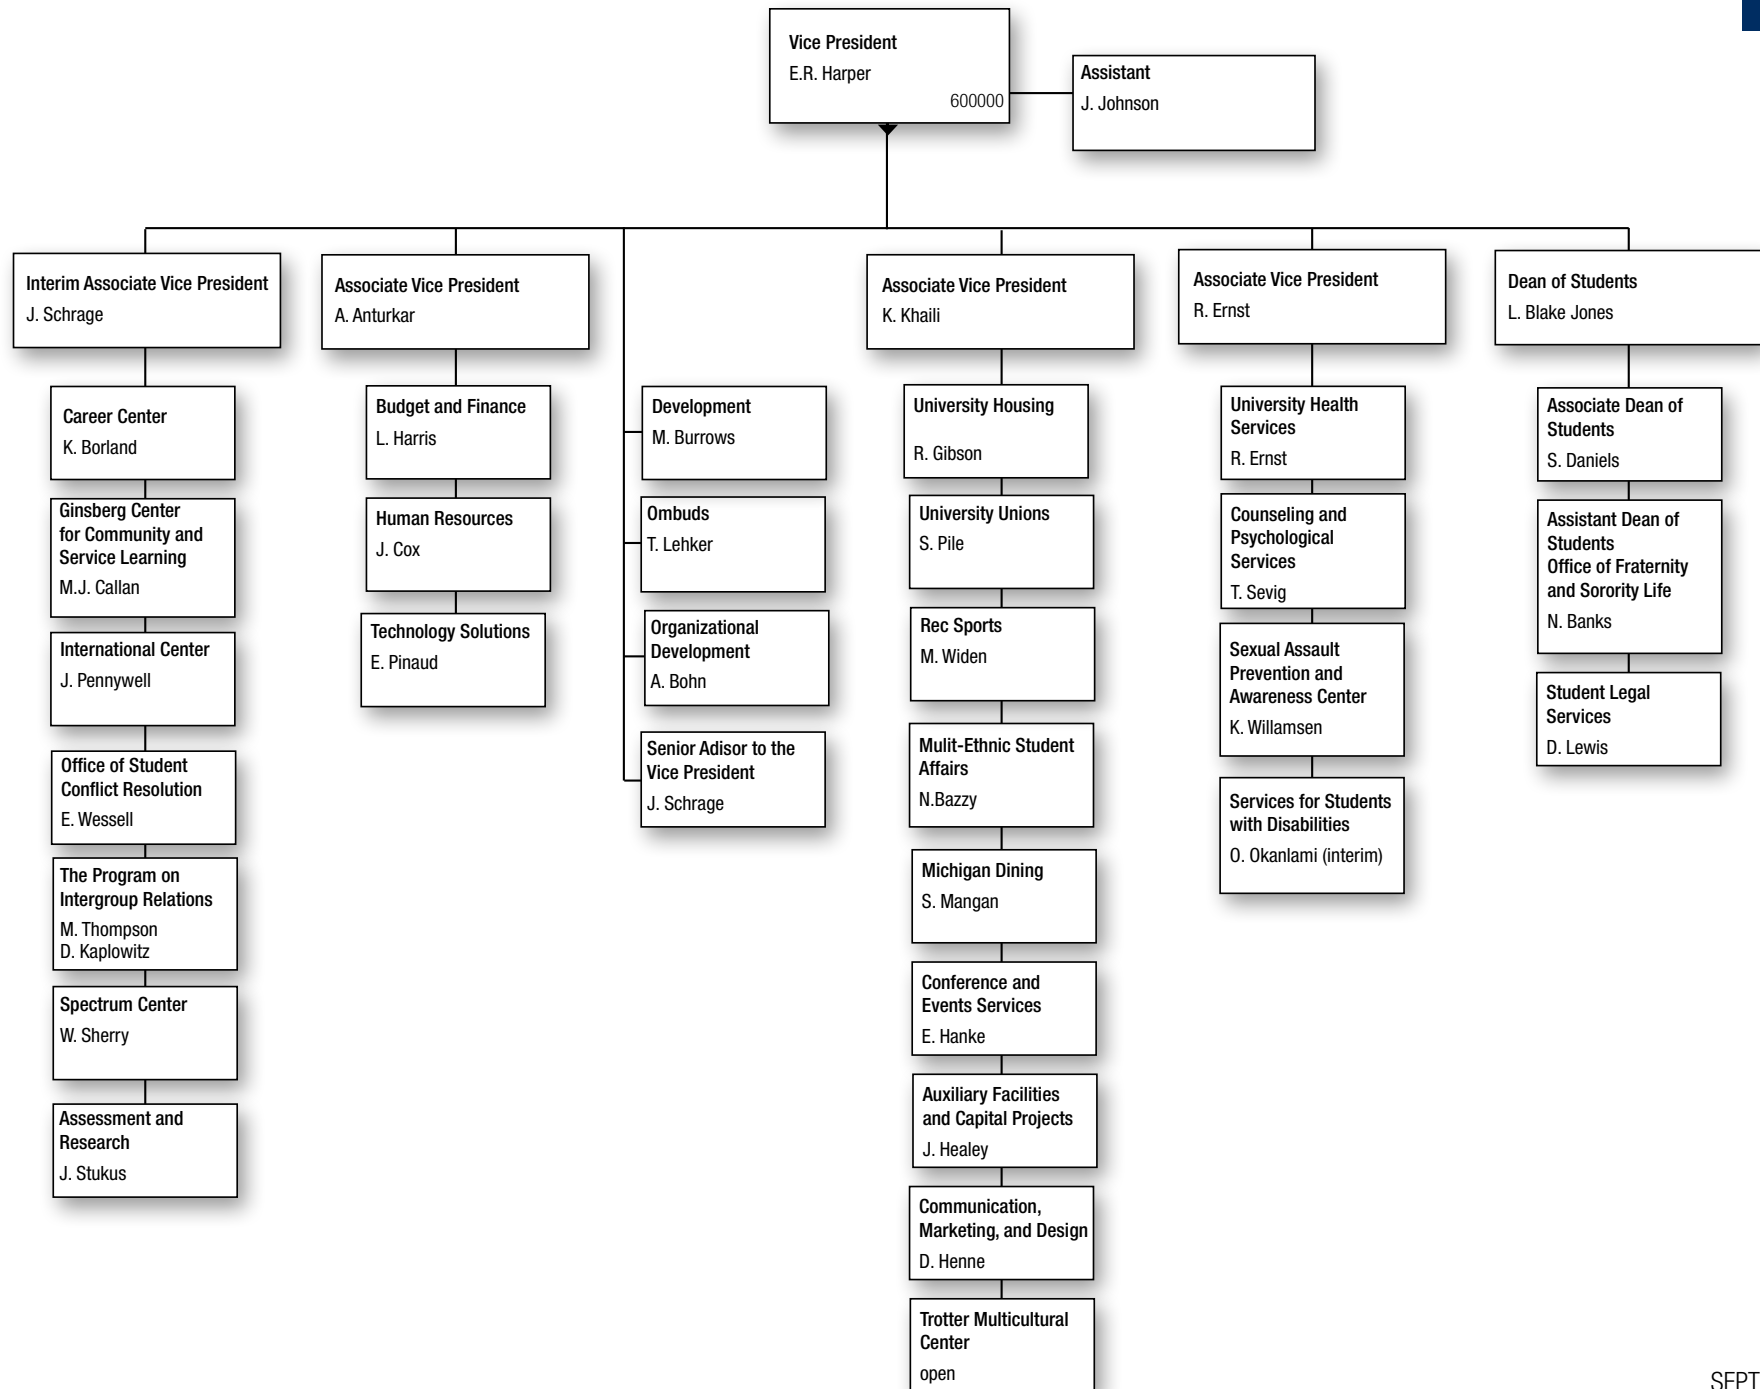 Vice President
E.R. Harper
600000
Assistant
J. Johnson
Interim Associate Vice President
J. Schrage
Career Center
K. Borland
Ginsberg Center
for Community and
Service Learning
M.J. Callan
International Center
J. Pennywell
Office of Student
Conflict Resolution
E. Wessell
The Program on
Intergroup Relations
M. Thompson
D. Kaplowitz
Spectrum Center
W. Sherry
Assessment and
Research
J. Stukus
Associate Vice President
A. Anturkar
Budget and Finance
L. Harris
Human Resources
J. Cox
Technology Solutions
E. Pinaud
Development
M. Burrows
Ombuds
T. Lehker
Organizational
Development
A. Bohn
Senior Adisor to the
Vice President
J. Schrage
Associate Vice President
K. Khaili
University Housing
R. Gibson
University Unions
S. Pile
Rec Sports
M. Widen
Mulit-Ethnic Student
Affairs
N.Bazzy
Michigan Dining
S. Mangan
Conference and
Events Services
E. Hanke
Auxiliary Facilities
and Capital Projects
J. Healey
Communication,
Marketing, and Design
D. Henne
Trotter Multicultural
Center
open
Associate Vice President
R. Ernst
University Health
Services
R. Ernst
Counseling and
Psychological
Services
T. Sevig
Sexual Assault
Prevention and
Awareness Center
K. Willamsen
Services for Students
with Disabilities
O. Okanlami (interim)
Dean of Students
L. Blake Jones
Associate Dean of
Students
S. Daniels
Assistant Dean of
Students
Office of Fraternity
and Sorority Life
N. Banks
Student Legal
Services
D. Lewis
SEPT